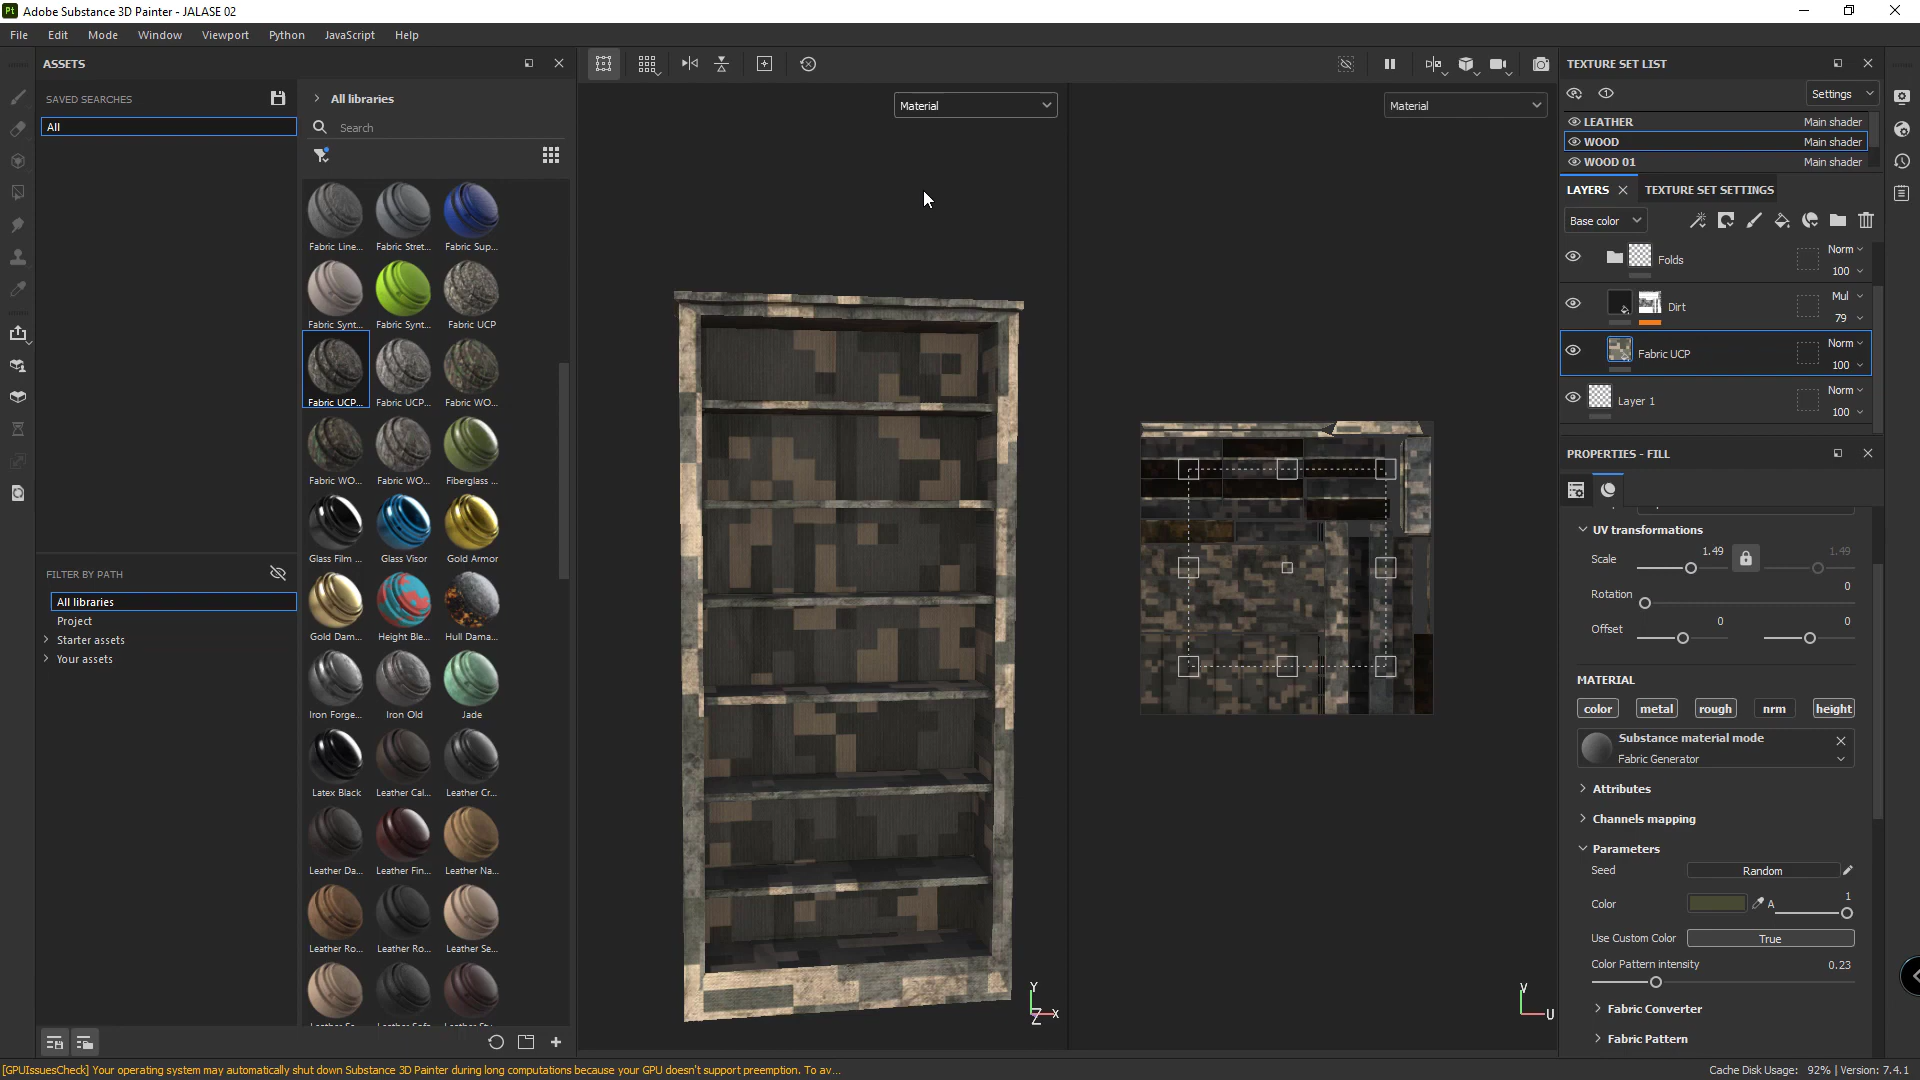 Adobe Substance 3D Painter - JALASE 02
File Edit Mode Window Viewport Python JavaScript Help
ASSETS
SAVED SEARCHES
All
FILTER BY PATH
All libraries
Project
Starter assets
Your assets
All libraries
Search
Fabric Line... Fabric Stret... Fabric Sup...
Fabric Synt... Fabric Synt... Fabric UCP
Fabric UCP... Fabric UCP... Fabric WO...
Fabric WO... Fabric WO... Fiberglass ...
Glass Film ... Glass Visor Gold Armor
Gold Dam... Height Ble... Hull Dama...
Iron Forge... Iron Old Jade
Latex Black Leather Cal... Leather Cr...
Leather Da... Leather Fin... Leather Na...
Leather Ro... Leather Ro... Leather Se...
Material
Y
Z X
Material
V
U
TEXTURE SET LIST
Settings
LEATHER Main shader
WOOD Main shader
WOOD 01 Main shader
LAYERS TEXTURE SET SETTINGS
Base color
Folds Norm 100
Dirt Mul 79
Fabric UCP Norm 100
Layer 1 Norm 100
PROPERTIES - FILL
UV transformations
Scale 1.49 1.49
Rotation 0
Offset 0 0
MATERIAL
color metal rough nrm height
Substance material mode
Fabric Generator
Attributes
Channels mapping
Parameters
Seed Random
Color A 1
Use Custom Color True
Color Pattern intensity 0.23
Fabric Converter
Fabric Pattern
[GPUIssuesCheck] Your operating system may automatically shut down Substance 3D Painter during long computations because your GPU doesn't support preemption. To av...
Cache Disk Usage: 92% | Version: 7.4.1